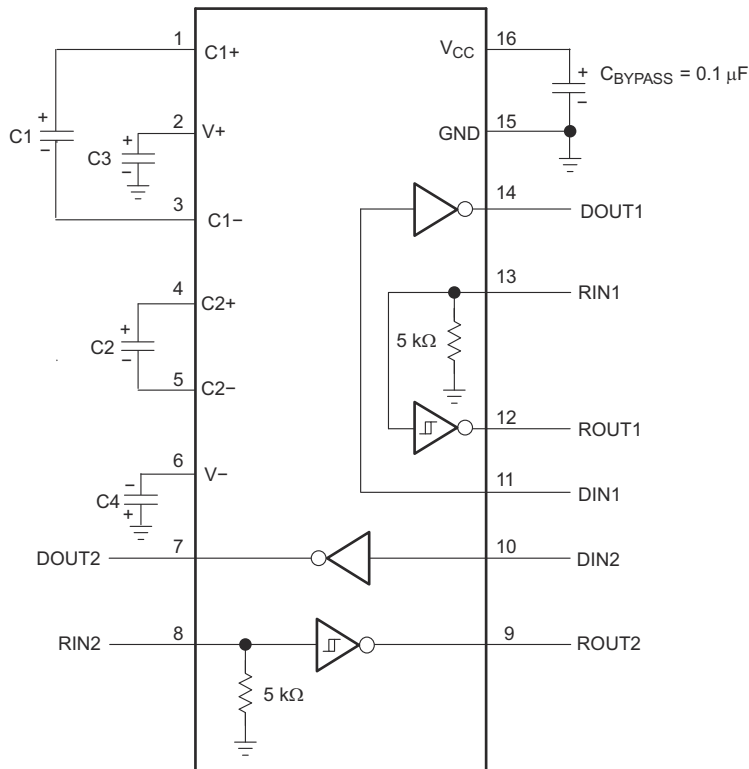 1 C1+ VCC 16
C1 + − + − CBYPASS = 0.1 μF
2 V+ GND 15
C3 + −
3 C1− 14 DOUT1
4 C2+ 13 RIN1
C2 + − 5 kΩ
5 C2− 12 ROUT1
6 V− 11 DIN1
C4 − +
DOUT2 7 10 DIN2
RIN2 8 9 ROUT2
5 kΩ